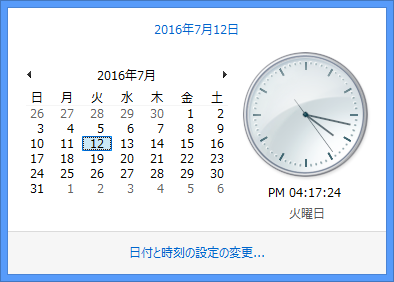 2016年7月12日
2016年7月
日 月 火 水 木 金 土
26 27 28 29 30 1 2
3 4 5 6 7 8 9
10 11 12 13 14 15 16
17 18 19 20 21 22 23
24 25 26 27 28 29 30
31 1 2 3 4 5 6
PM 04:17:24
火曜日
日付と時刻の設定の変更...